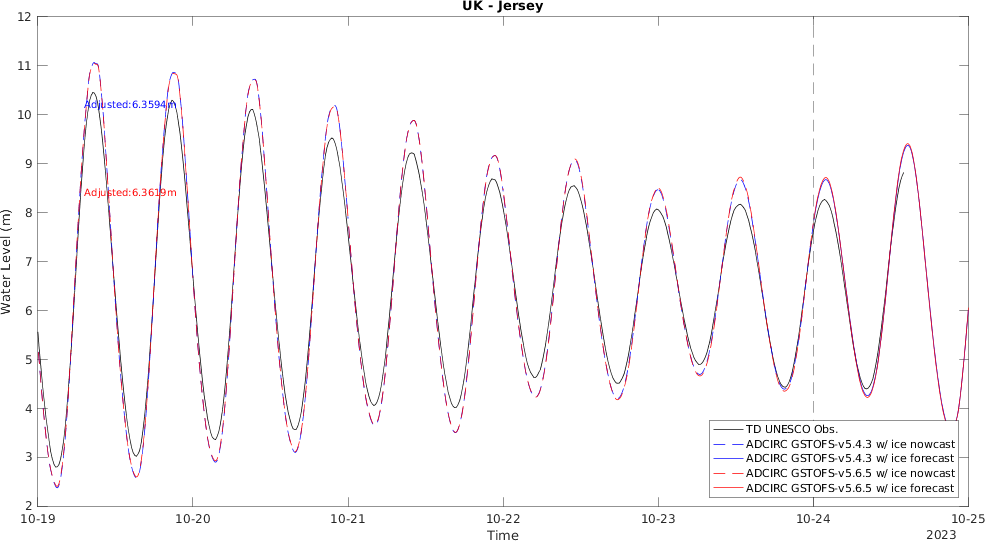 UK - Jersey
12
11
10
9
8
7
6
5
4
3
2
Water Level (m)
Adjusted:6.3594m
Adjusted:6.3619m
TD UNESCO Obs.
ADCIRC GSTOFS-v5.4.3 w/ ice nowcast
ADCIRC GSTOFS-v5.4.3 w/ ice forecast
ADCIRC GSTOFS-v5.6.5 w/ ice nowcast
ADCIRC GSTOFS-v5.6.5 w/ ice forecast
10-19 10-20 10-21 10-22 10-23 10-24 10-25
Time
2023